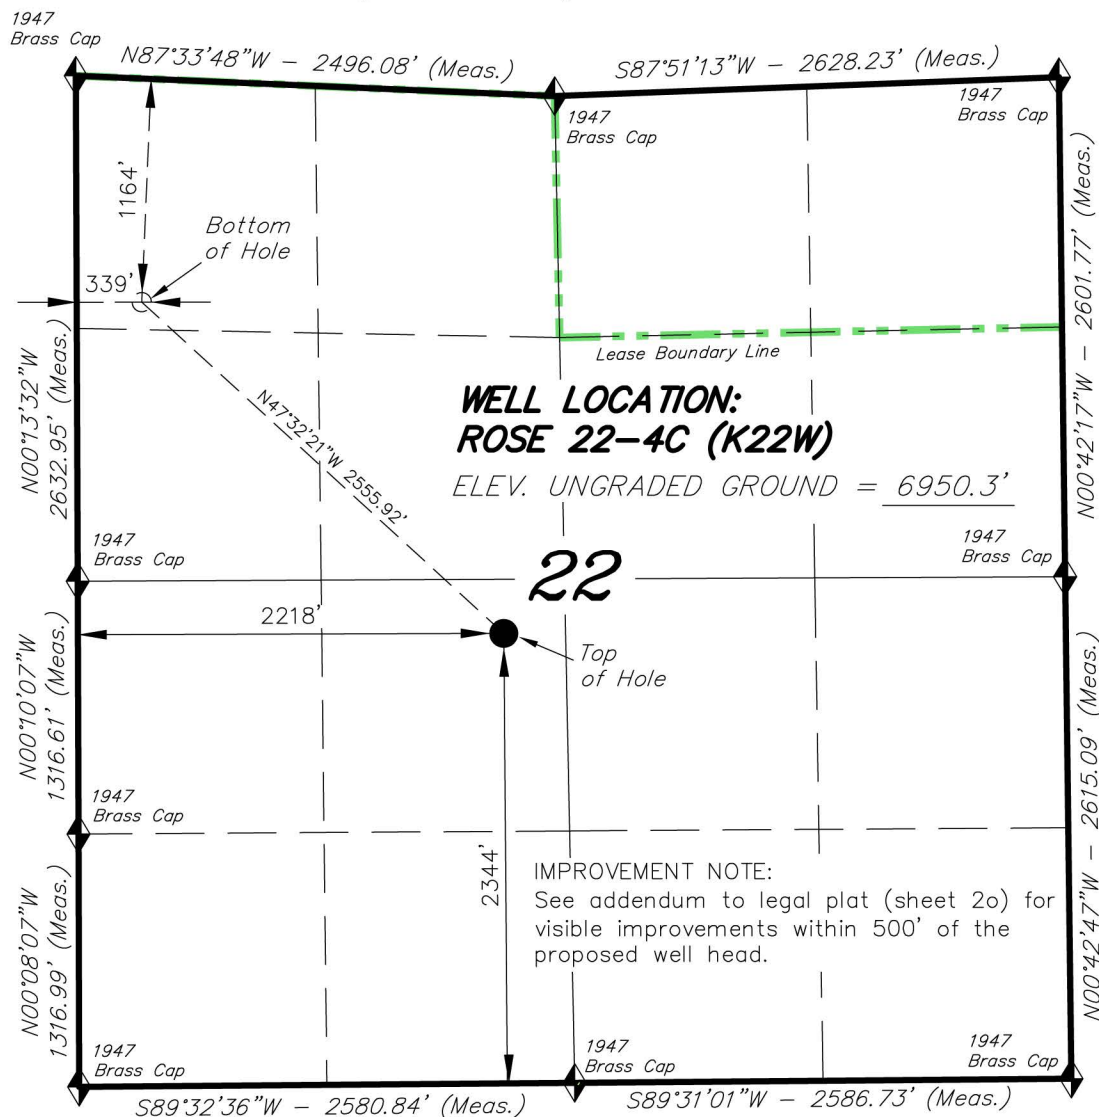 1947
Brass Cap
N87°33'48"W – 2496.08' (Meas.)
S87°51'13"W – 2628.23' (Meas.)
1947
Brass Cap
1947
Brass Cap
1164'
Bottom
of Hole
339'
N00°13'32"W
2632.95' (Meas.)
N00°42'17"W – 2601.77' (Meas.)
Lease Boundary Line
WELL LOCATION:
ROSE 22–4C (K22W)
ELEV. UNGRADED GROUND = 6950.3'
N47°32'21"W 2555.92'
1947
Brass Cap
22
1947
Brass Cap
2218'
Top
of Hole
N00°10'07"W
1316.61' (Meas.)
1947
Brass Cap
2344'
IMPROVEMENT NOTE:
See addendum to legal plat (sheet 2o) for
visible improvements within 500' of the
proposed well head.
N00°42'47"W – 2615.09' (Meas.)
N00°08'07"W
1316.99' (Meas.)
1947
Brass Cap
1947
Brass Cap
1947
Brass Cap
S89°32'36"W – 2580.84' (Meas.)
S89°31'01"W – 2586.73' (Meas.)